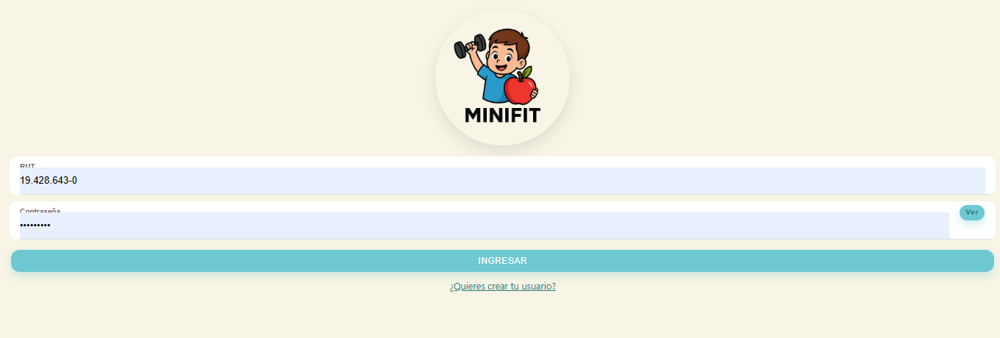 MINIFIT
RUT
19.428.643-0
Contraseña
•••••••••
Ver
INGRESAR
¿Quieres crear tu usuario?